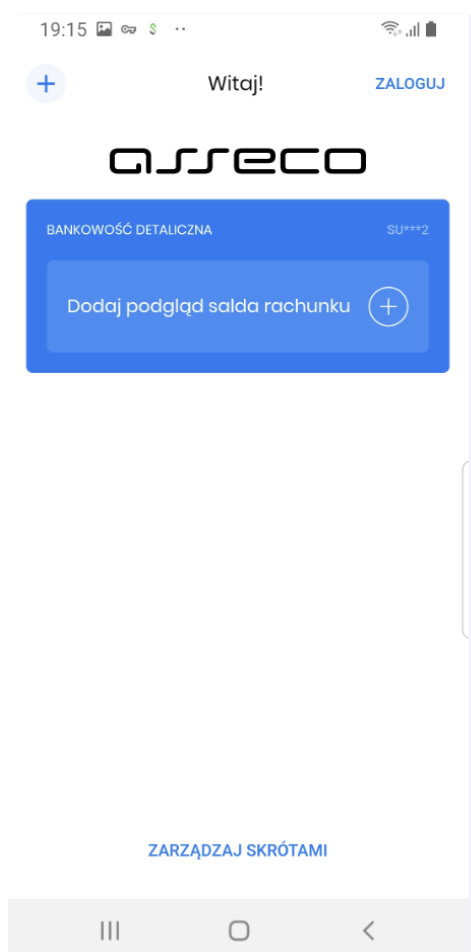 19:15
Witaj!
ZALOGUJ
asseco
BANKOWOŚĆ DETALICZNA
SU***2
Dodaj podgląd salda rachunku
ZARZĄDZAJ SKRÓTAMI